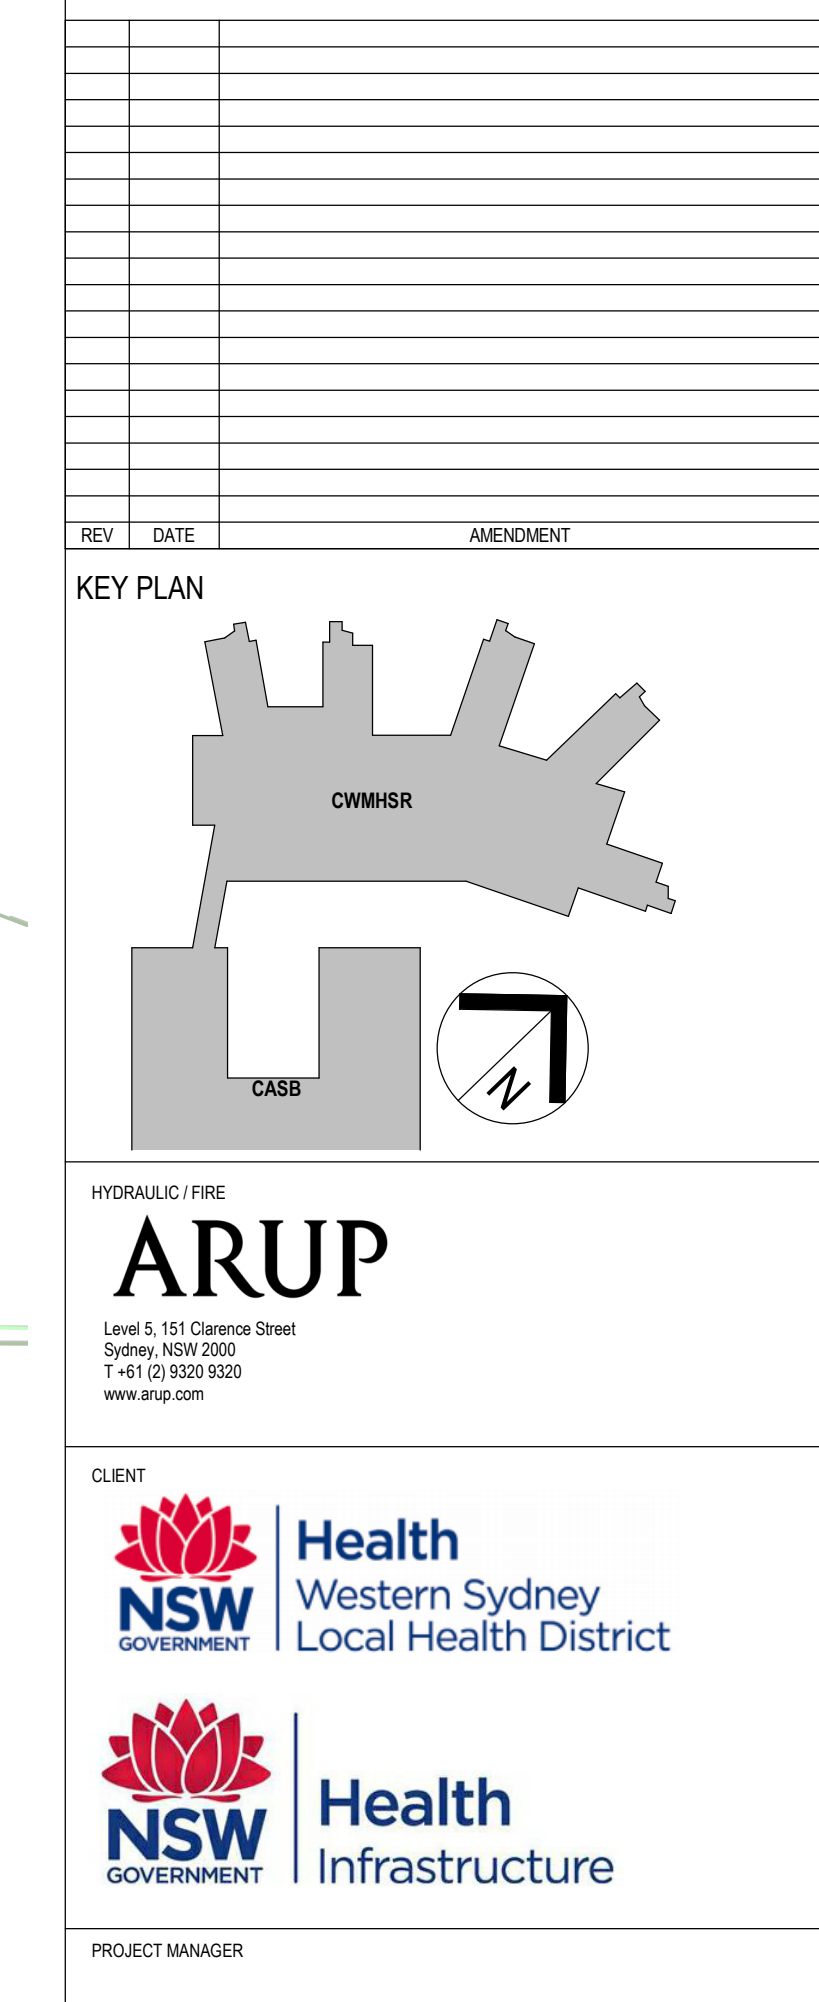 REV DATE AMENDMENT
KEY PLAN
CWMHSR
CASB
N
HYDRAULIC / FIRE
ARUP
Level 5, 151 Clarence Street
Sydney, NSW 2000
T +61 (2) 9320 9320
www.arup.com
CLIENT
NSW
GOVERNMENT
Health
Western Sydney
Local Health District
NSW
GOVERNMENT
Health
Infrastructure
PROJECT MANAGER